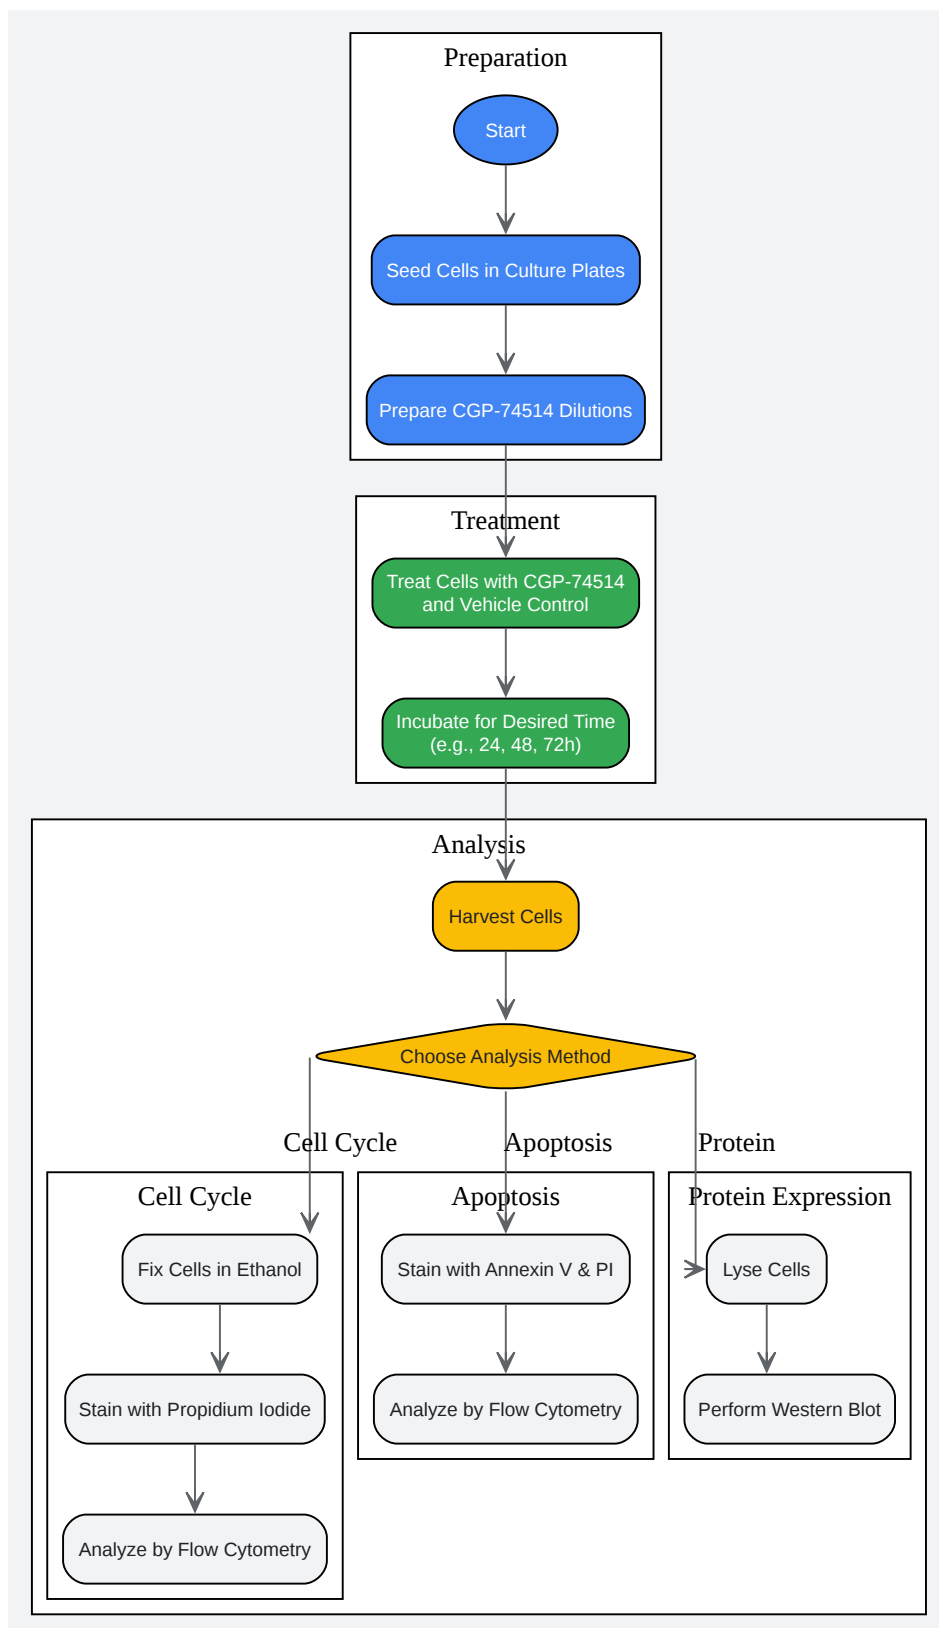 Preparation
Start
Seed Cells in Culture Plates
Prepare CGP-74514 Dilutions
Treatment
Treat Cells with CGP-74514
and Vehicle Control
Incubate for Desired Time
(e.g., 24, 48, 72h)
Analysis
Harvest Cells
Choose Analysis Method
Cell Cycle
Apoptosis
Protein
Cell Cycle
Fix Cells in Ethanol
Stain with Propidium Iodide
Analyze by Flow Cytometry
Apoptosis
Stain with Annexin V & PI
Analyze by Flow Cytometry
Protein Expression
Lyse Cells
Perform Western Blot